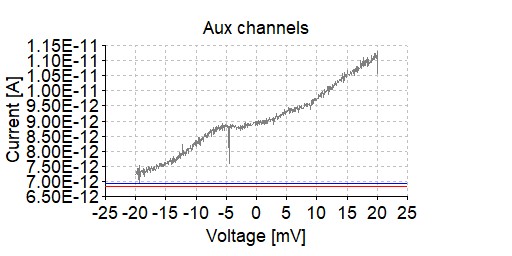 Aux channels
Current [A]
1.15E-11
1.10E-11
1.05E-11
1.00E-11
9.50E-12
9.00E-12
8.50E-12
8.00E-12
7.50E-12
7.00E-12
6.50E-12
-25 -20 -15 -10 -5 0 5 10 15 20 25
Voltage [mV]